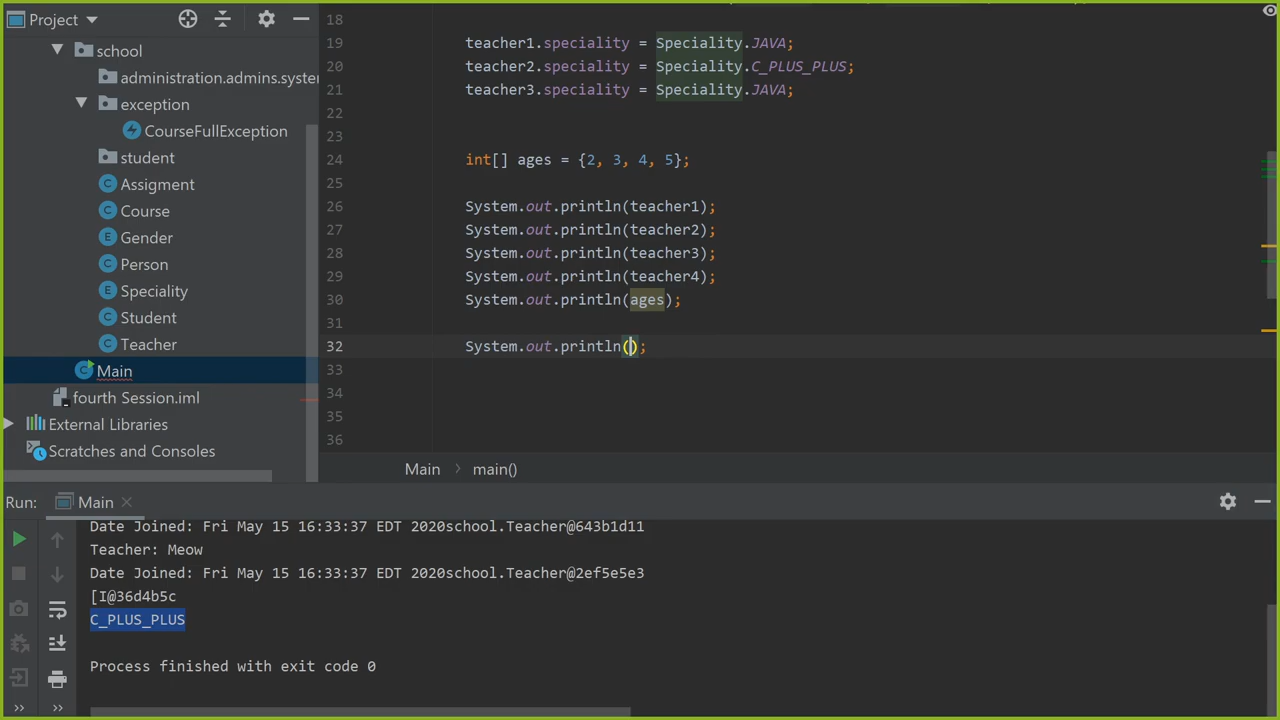 Project
school
administration.admins.syster
exception
CourseFullException
student
Assigment
Course
Gender
Person
Speciality
Student
Teacher
Main
fourth Session.iml
External Libraries
Scratches and Consoles
18
19 teacher1.speciality = Speciality.JAVA;
20 teacher2.speciality = Speciality.C_PLUS_PLUS;
21 teacher3.speciality = Speciality.JAVA;
22
23
24 int[] ages = {2, 3, 4, 5};
25
26 System.out.println(teacher1);
27 System.out.println(teacher2);
28 System.out.println(teacher3);
29 System.out.println(teacher4);
30 System.out.println(ages);
31
32 System.out.println();
33
34
35
36
Main > main()
Run: Main
Date Joined: Fri May 15 16:33:37 EDT 2020school.Teacher@643b1d11
Teacher: Meow
Date Joined: Fri May 15 16:33:37 EDT 2020school.Teacher@2ef5e5e3
[I@36d4b5c
C_PLUS_PLUS
Process finished with exit code 0